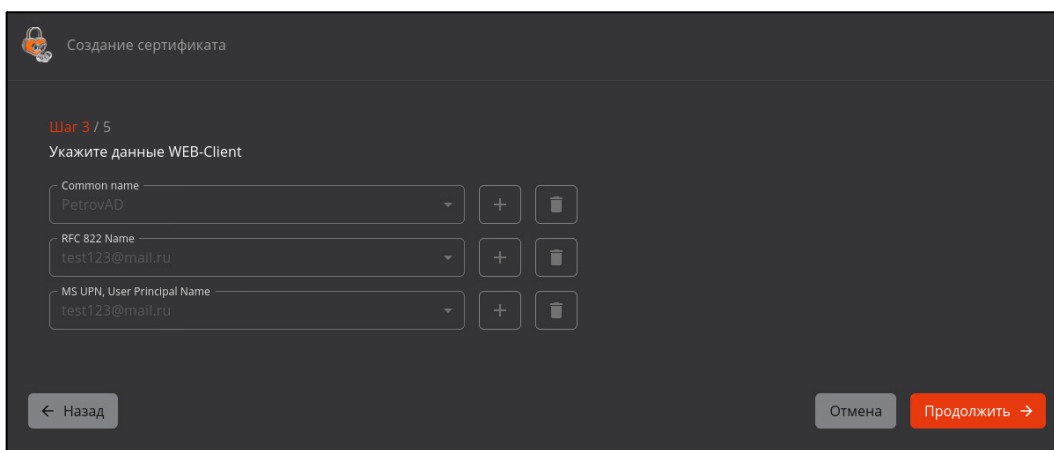 Создание сертификата
Шаг 3 / 5
Укажите данные WEB-Client
Common name
PetrovAD
RFC 822 Name
test123@mail.ru
MS UPN, User Principal Name
test123@mail.ru
Назад
Отмена
Продолжить